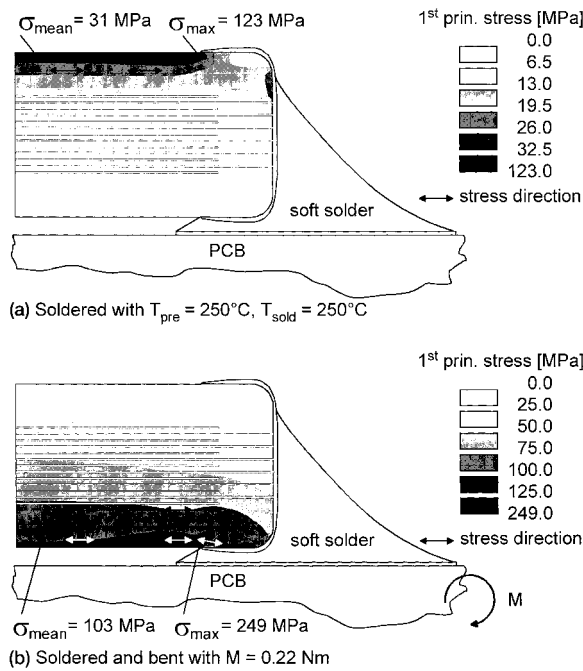 σmean = 31 MPa
σmax = 123 MPa
1st prin. stress [MPa]
0.0
6.5
13.0
19.5
26.0
32.5
123.0
stress direction
soft solder
PCB
(a) Soldered with Tpre = 250°C, Tsold = 250°C
1st prin. stress [MPa]
0.0
25.0
50.0
75.0
100.0
125.0
249.0
stress direction
soft solder
PCB
M
σmean = 103 MPa
σmax = 249 MPa
(b) Soldered and bent with M = 0.22 Nm